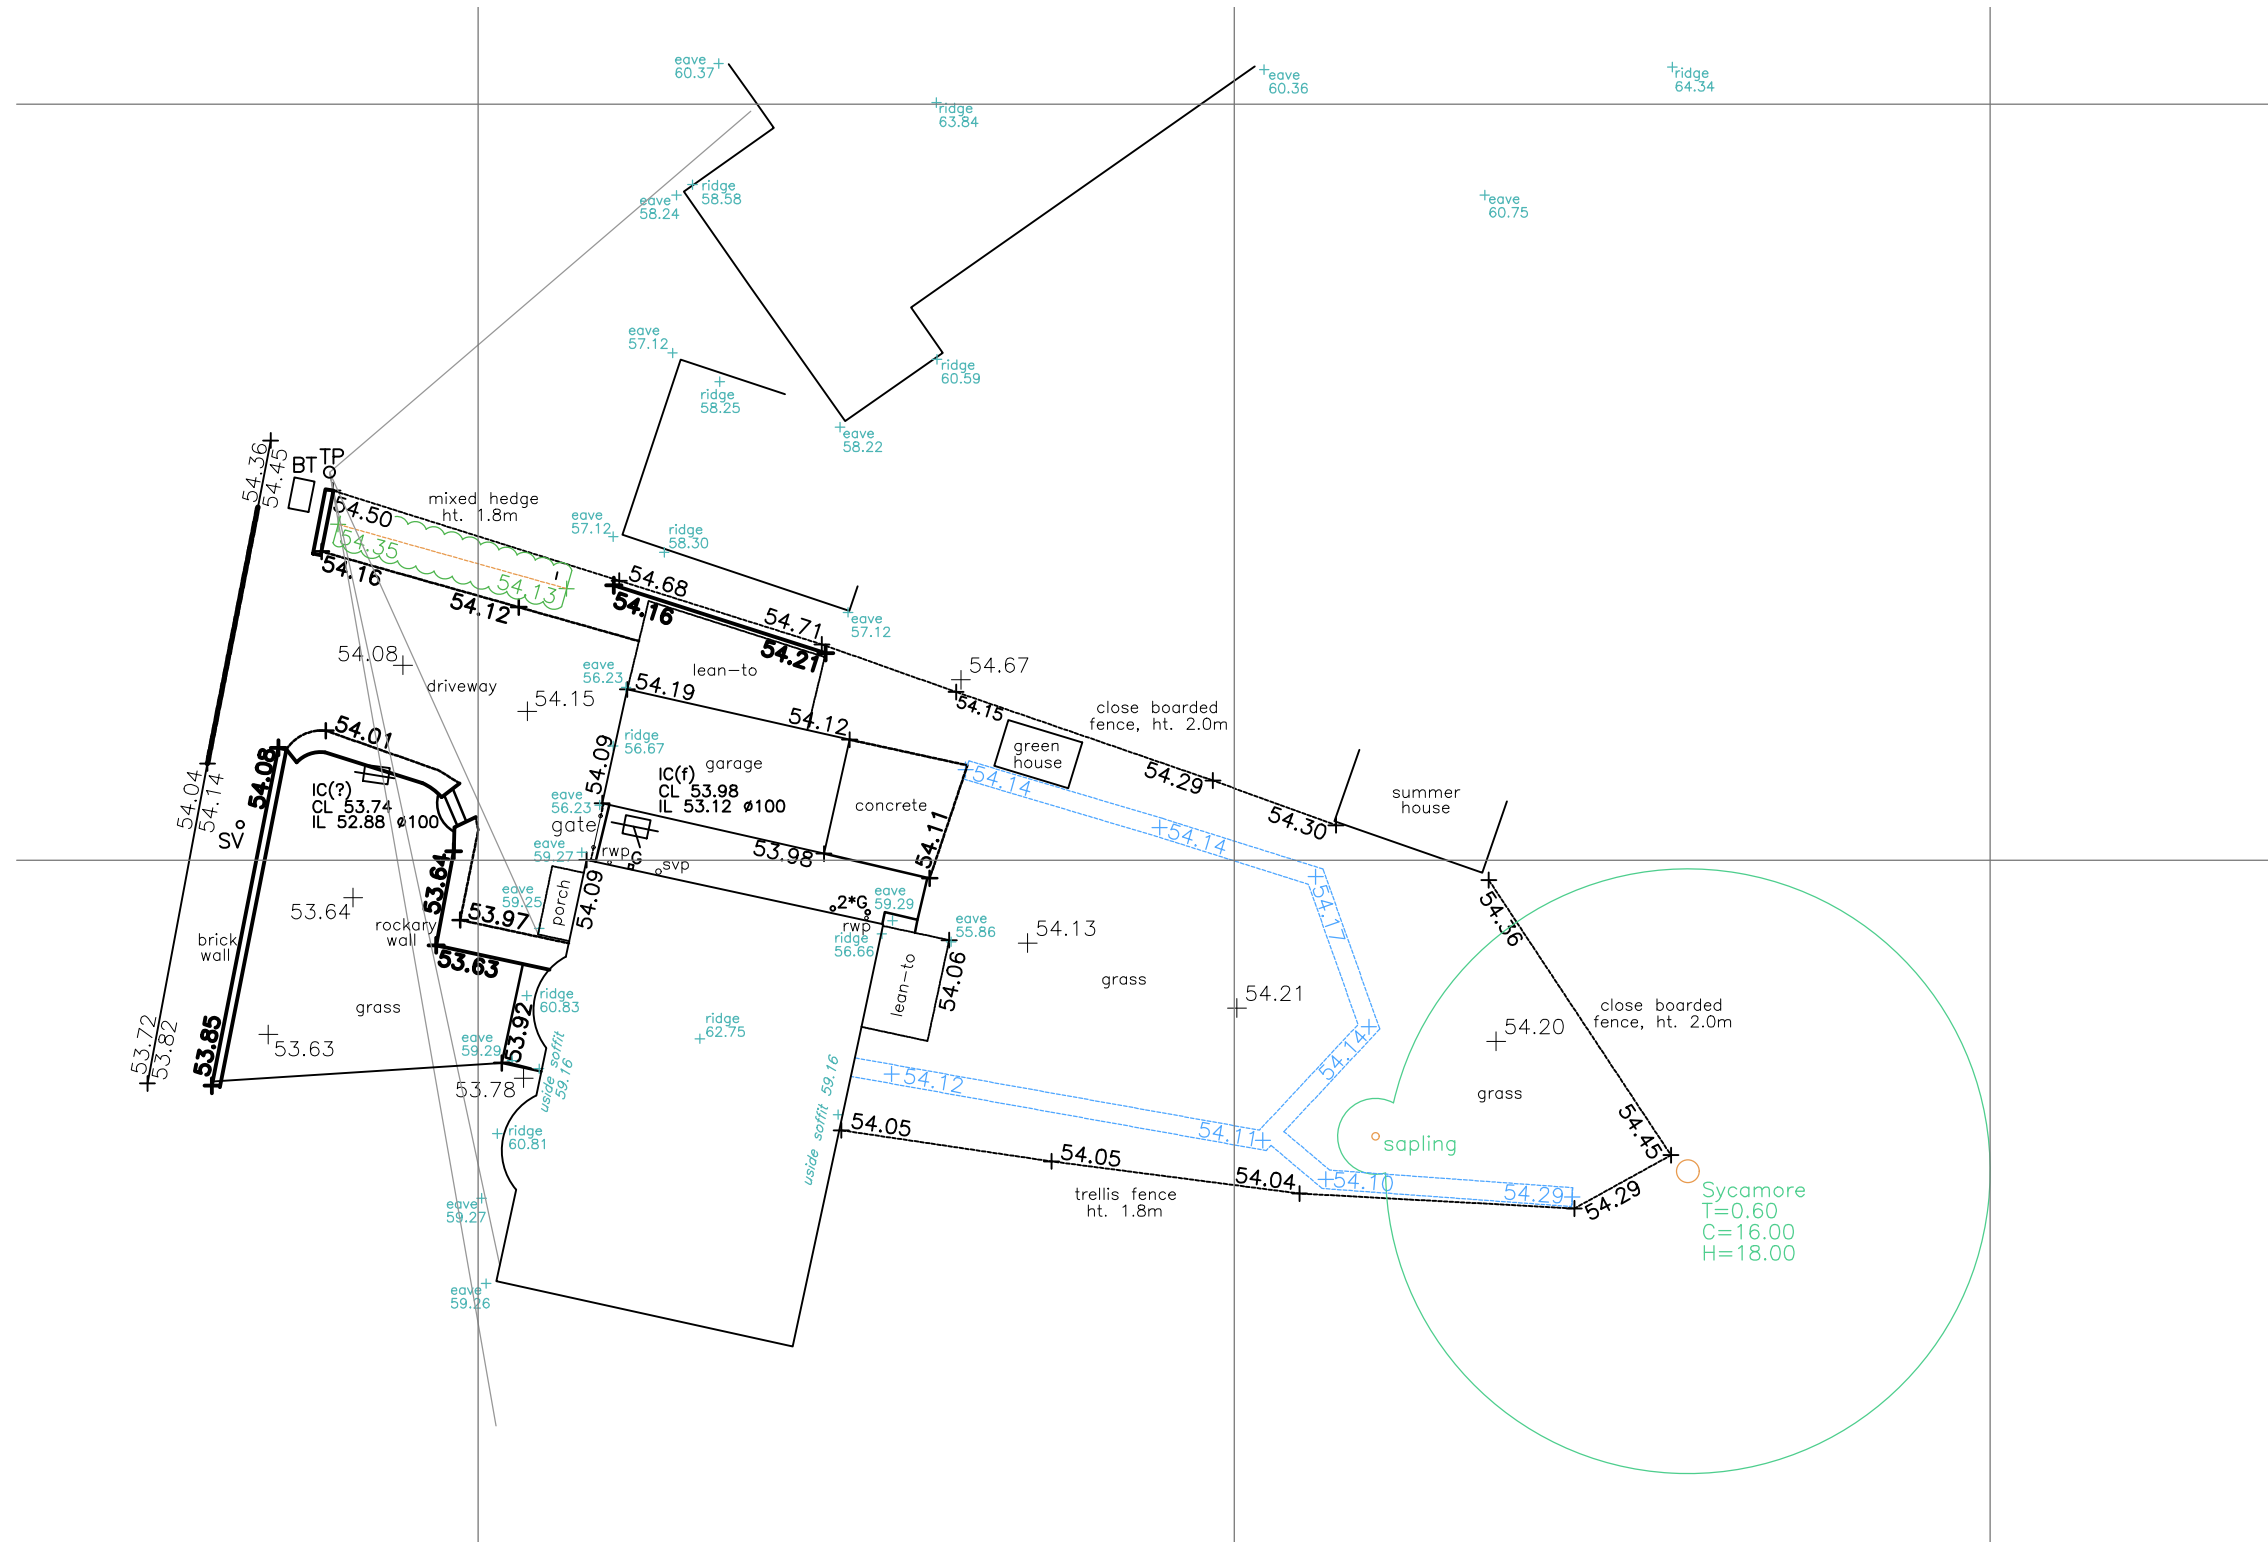 eave
60.37
eave
60.36
ridge
64.34
ridge
63.84
ridge
58.58
eave
58.24
eave
60.75
eave
57.12
ridge
60.59
ridge
58.25
eave
58.22
54.36
54.45
BT
TP
mixed hedge
ht. 1.8m
54.50
54.35
54.16
54.13
54.12
eave
57.12
ridge
58.30
54.68
54.16
54.71
54.21
eave
57.12
54.08
driveway
54.15
eave
56.23
54.19
lean-to
54.12
54.67
54.15
close boarded
fence, ht. 2.0m
green
house
54.29
54.30
summer
house
54.01
54.08
54.04
54.14
SV
IC(?)
CL 53.74
IL 52.88 ø100
ridge
56.67
54.09
garage
IC(f)
CL 53.98
IL 53.12 ø100
concrete
54.14
54.14
54.11
eave
56.23
gate
eave
59.27
rwp
G
svp
53.98
54.09
porch
eave
59.25
53.64
53.64
53.97
rockary
wall
brick
wall
53.63
2*G
rwp
eave
59.29
ridge
56.66
eave
55.86
54.13
54.06
lean-to
grass
54.21
54.17
54.36
54.14
close boarded
fence, ht. 2.0m
54.20
grass
grass
53.63
53.85
53.72
53.82
ridge
60.83
53.92
eave
59.29
53.78
uside soffit
59.16
ridge
62.75
uside soffit 59.16
54.12
54.11
ridge
60.81
54.05
54.05
54.04
trellis fence
ht. 1.8m
54.10
54.29
54.29
54.45
sapling
Sycamore
T=0.60
C=16.00
H=18.00
eave
59.27
eave
59.26